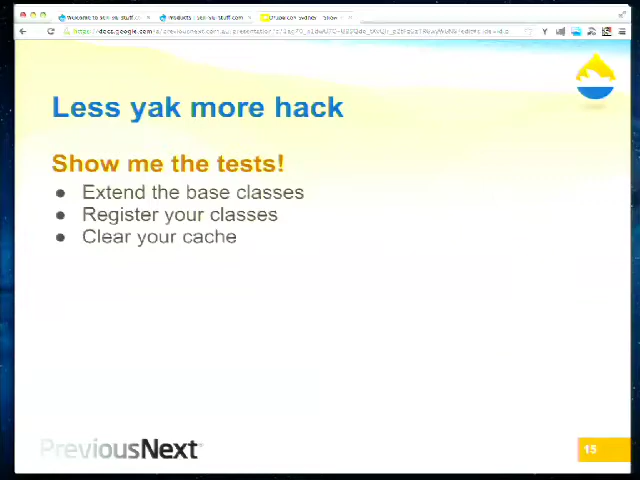 Less yak more hack
Show me the tests!
● Extend the base classes
● Register your classes
● Clear your cache
PreviousNext
15